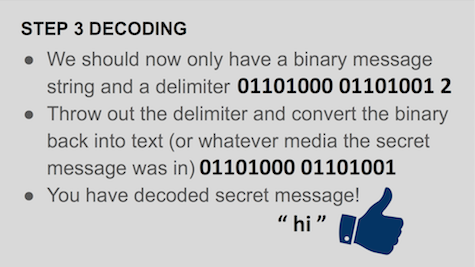 STEP 3 DECODING
● We should now only have a binary message
string and a delimiter 01101000 01101001 2
● Throw out the delimiter and convert the binary
back into text (or whatever media the secret
message was in) 01101000 01101001
● You have decoded secret message!
“ hi ”